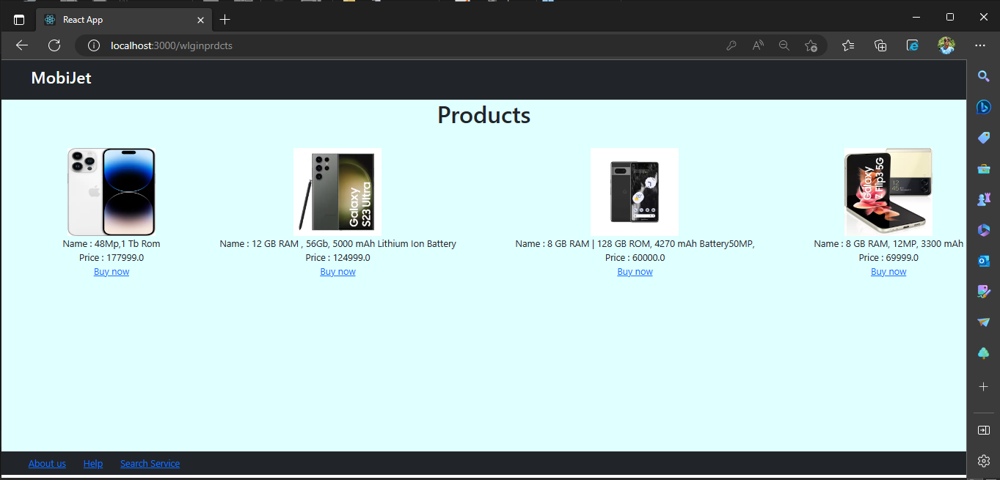 React App
localhost:3000/wlginprdcts
MobiJet
Products
Galaxy
S23 Ultra
Galaxy
Z Flip3 5G
12
45
Name : 48Mp,1 Tb Rom
Price : 177999.0
Buy now
Name : 12 GB RAM , 56Gb, 5000 mAh Lithium Ion Battery
Price : 124999.0
Buy now
Name : 8 GB RAM | 128 GB ROM, 4270 mAh Battery50MP,
Price : 60000.0
Buy now
Name : 8 GB RAM, 12MP, 3300 mAh
Price : 69999.0
Buy now
About us Help Search Service